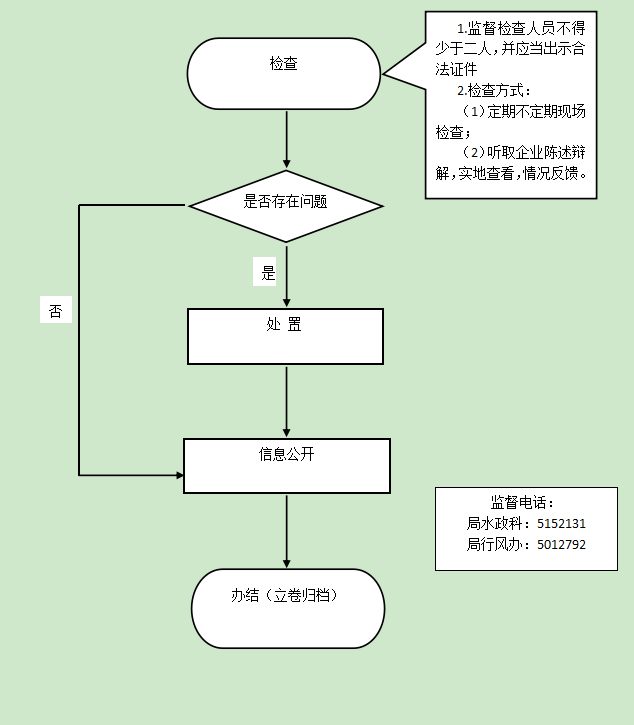 检查
1.监督检查人员不得
少于二人，并应当出示合
法证件
2.检查方式：
（1）定期不定期现场
检查；
（2）听取企业陈述辩
解，实地查看，情况反馈。
是否存在问题
是
否
处 置
信息公开
监督电话：
局水政科：5152131
局行风办：5012792
办结（立卷归档）